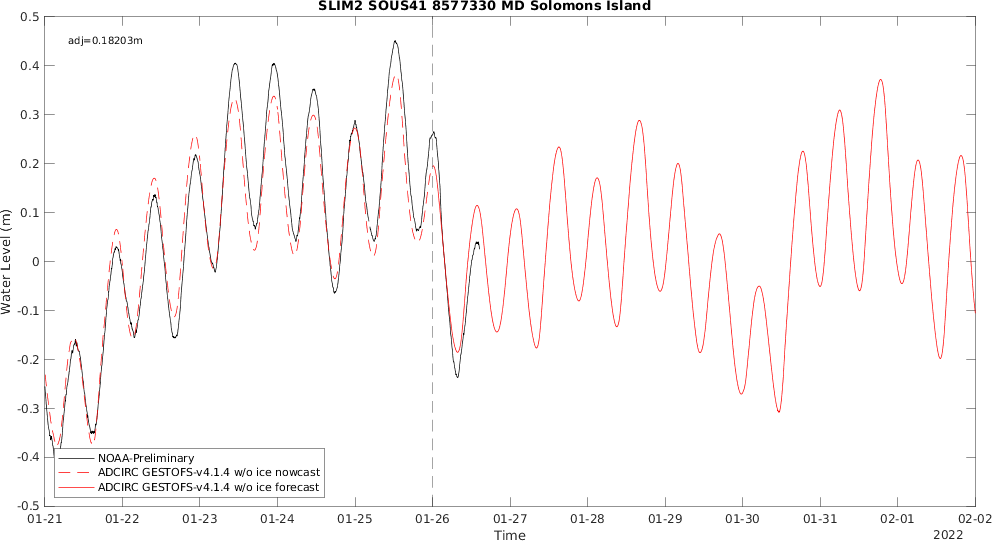 SLIM2 SOUS41 8577330 MD Solomons Island
adj=0.18203m
0.5
0.4
0.3
0.2
0.1
0
-0.1
-0.2
-0.3
-0.4
-0.5
Water Level (m)
NOAA-Preliminary
ADCIRC GESTOFS-v4.1.4 w/o ice nowcast
ADCIRC GESTOFS-v4.1.4 w/o ice forecast
01-21 01-22 01-23 01-24 01-25 01-26 01-27 01-28 01-29 01-30 01-31 02-01 02-02
Time
2022